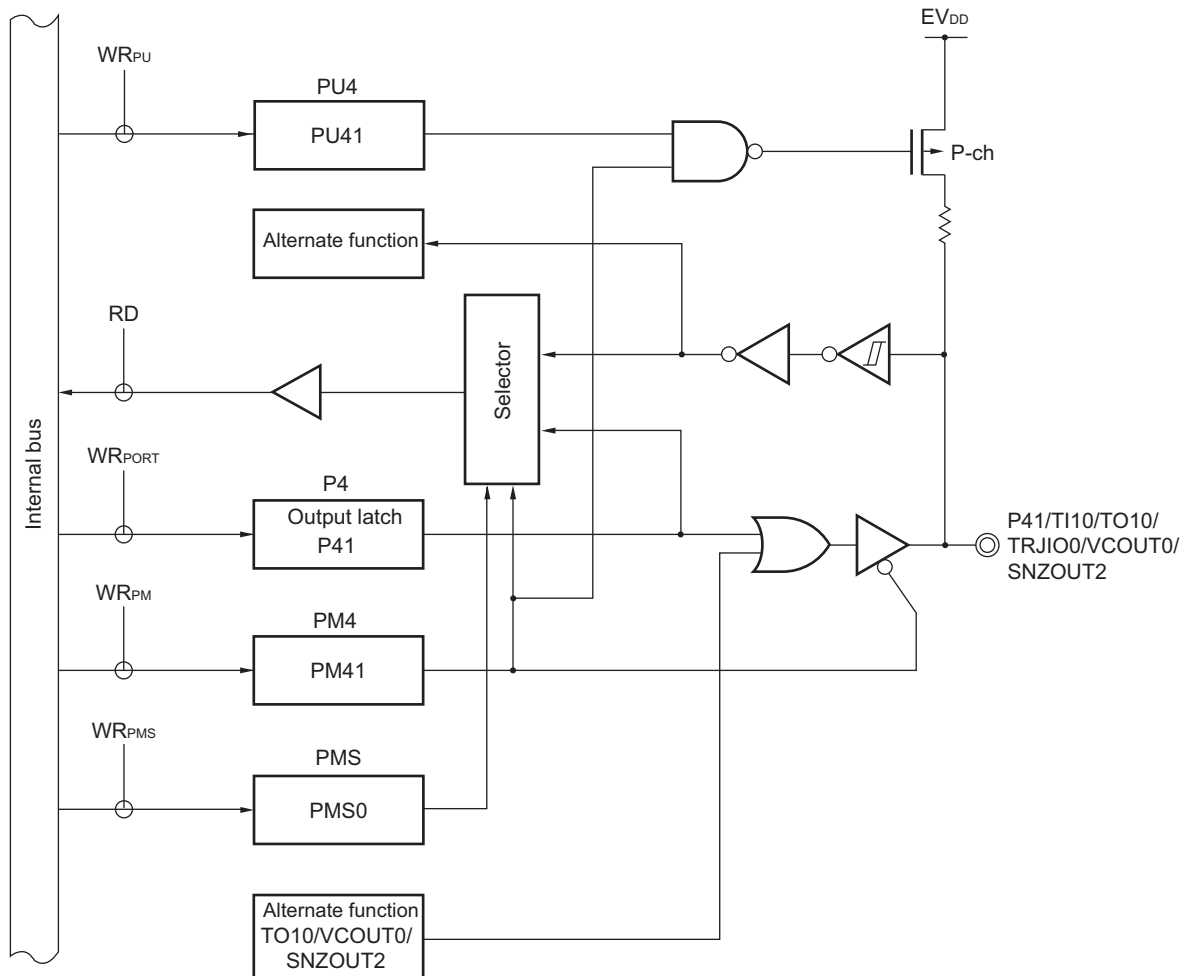 EVDD
WRPU
PU4
PU41
P-ch
Alternate function
RD
Selector
Internal bus
WRPORT
P4
Output latch
P41
P41/TI10/TO10/
TRJIO0/VCOUT0/
SNZOUT2
WRPM
PM4
PM41
WRPMS
PMS
PMS0
Alternate function
TO10/VCOUT0/
SNZOUT2